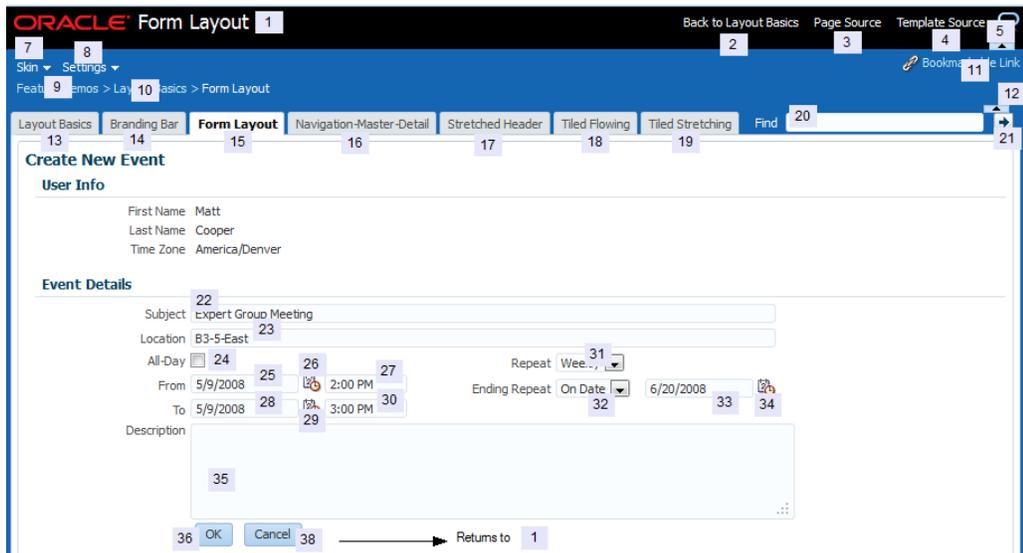 ORACLE Form Layout 1
Back to Layout Basics Page Source Template Source
2 3 4 5
7 8
Skin Settings
Bookmarkable Link
11
9 10
Demos > Basics > Form Layout
12
Layout Basics Branding Bar Form Layout Navigation-Master-Detail Stretched Header Tiled Flowing Tiled Stretching Find 20
13 14 15 16 17 18 19 21
Create New Event
User Info
First Name Matt
Last Name Cooper
Time Zone America/Denver
Event Details
22
Subject Expert Group Meeting
Location B3-5-East 23
All-Day 24 26 Repeat Weekly 31
From 5/9/2008 25 2:00 PM 27 Ending Repeat On Date 6/20/2008
To 5/9/2008 28 29 3:00 PM 30 32 33 34
Description
35
36 OK Cancel 38 Returns to 1